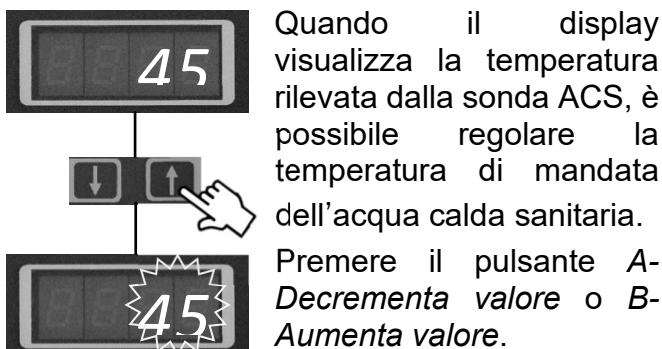 45
Quando il display
visualizza la temperatura
rilevata dalla sonda ACS, è
possibile regolare la
temperatura di mandata
dell’acqua calda sanitaria.
45
Premere il pulsante A-
Decrementa valore o B-
Aumenta valore.